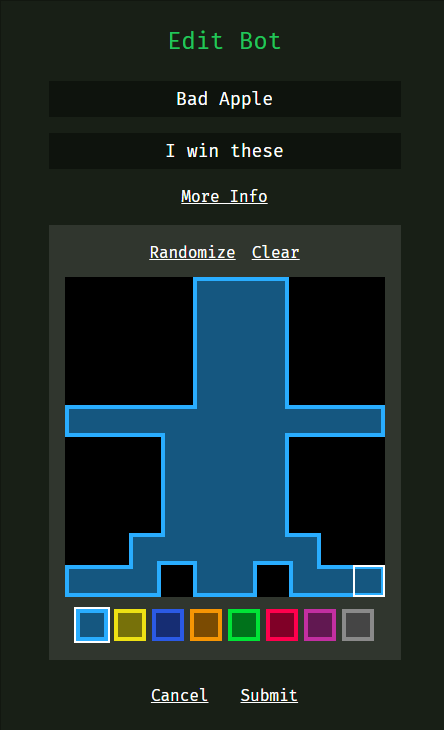 Edit Bot
Bad Apple
I win these
More Info
Randomize Clear
Cancel Submit